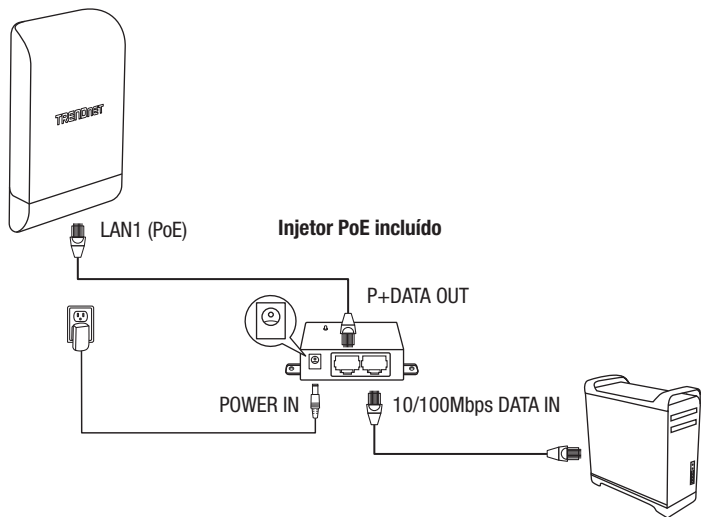 TRENDNET
LAN1 (PoE)
Injetor PoE incluído
P+DATA OUT
POWER IN
10/100Mbps DATA IN